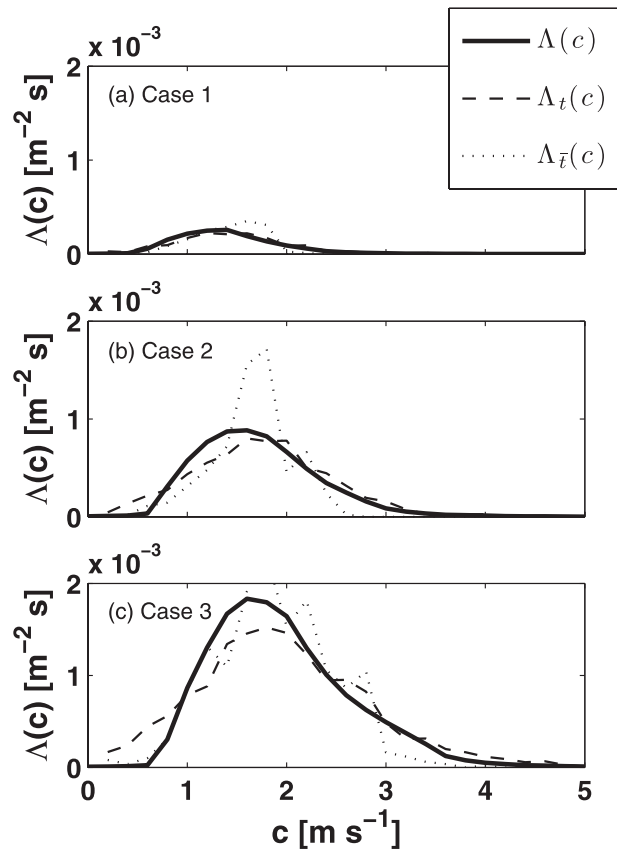 x 10⁻³
2
1
0
Λ(c) [m⁻² s]
(a) Case 1
Λ(c)
Λₜ(c)
Λ_t̄(c)
x 10⁻³
2
1
0
Λ(c) [m⁻² s]
(b) Case 2
x 10⁻³
2
1
0
Λ(c) [m⁻² s]
(c) Case 3
0 1 2 3 4 5
c [m s⁻¹]